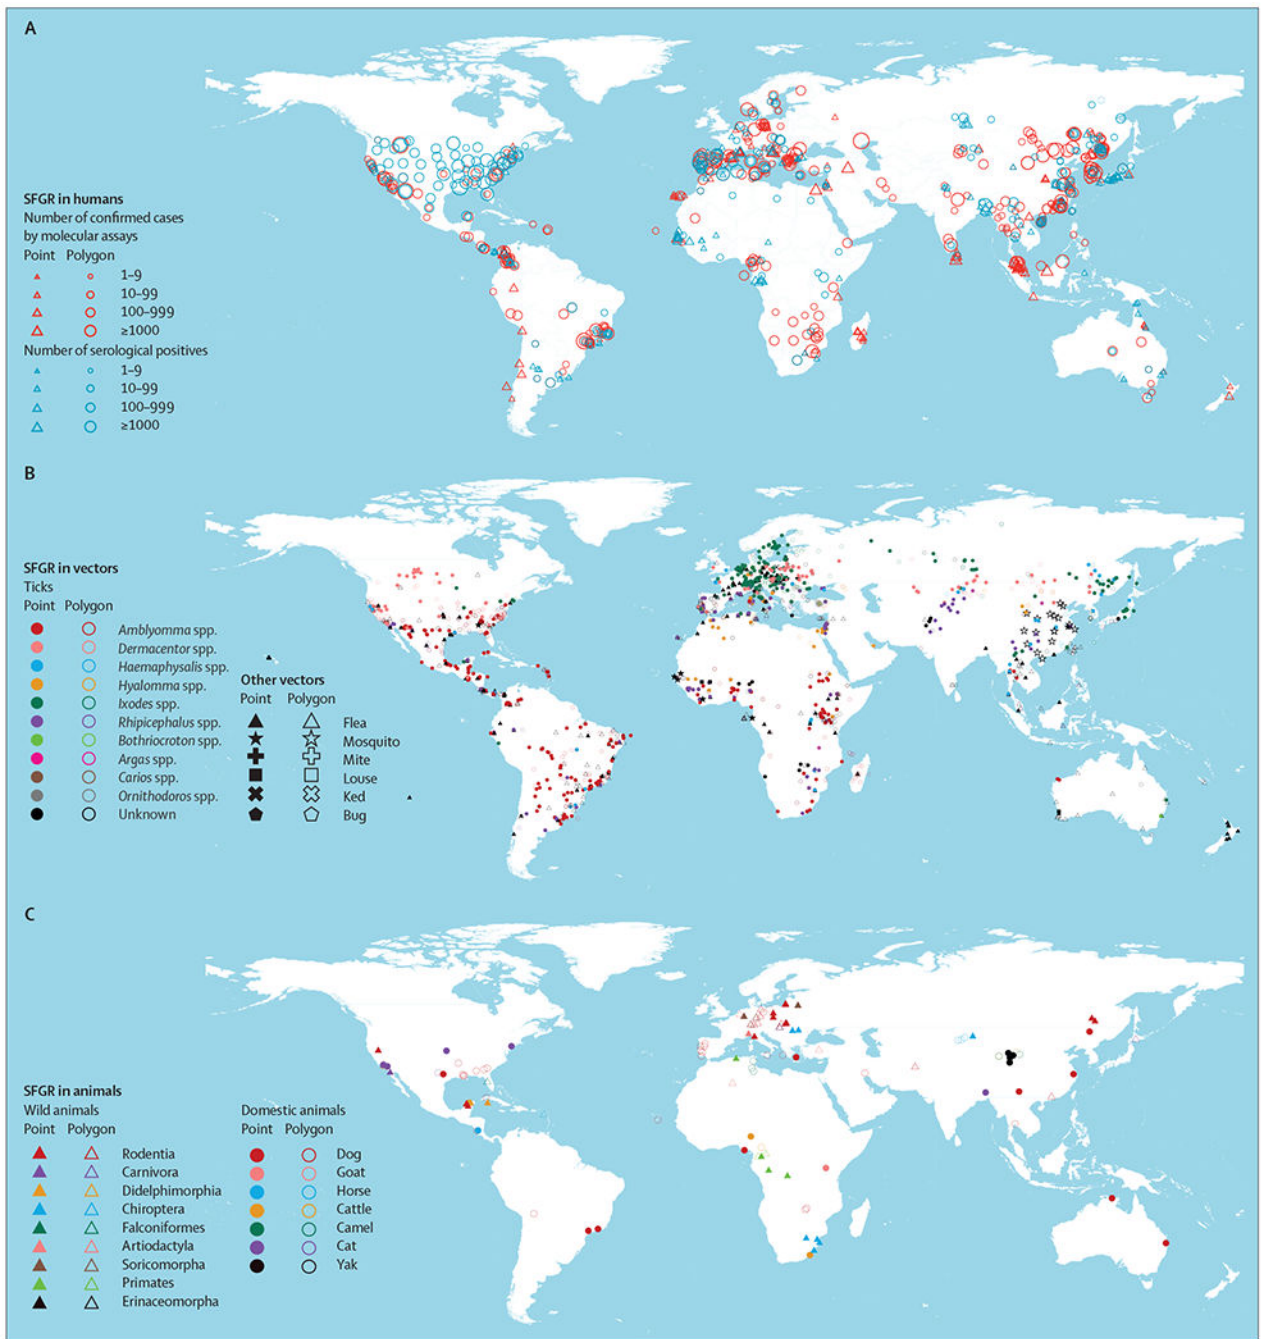 A
SFGR in humans
Number of confirmed cases
by molecular assays
Point Polygon
1–9
10–99
100–999
≥1000
Number of serological positives
1–9
10–99
100–999
≥1000
B
SFGR in vectors
Ticks
Point Polygon
Amblyomma spp.
Dermacentor spp.
Haemaphysalis spp.
Hyalomma spp.
Ixodes spp.
Rhipicephalus spp.
Bothriocroton spp.
Argas spp.
Carios spp.
Ornithodoros spp.
Unknown
Other vectors
Point Polygon
Flea
Mosquito
Mite
Louse
Ked
Bug
C
SFGR in animals
Wild animals
Point Polygon
Rodentia
Carnivora
Didelphimorphia
Chiroptera
Falconiformes
Artiodactyla
Soricomorpha
Primates
Erinaceomorpha
Domestic animals
Point Polygon
Dog
Goat
Horse
Cattle
Camel
Cat
Yak